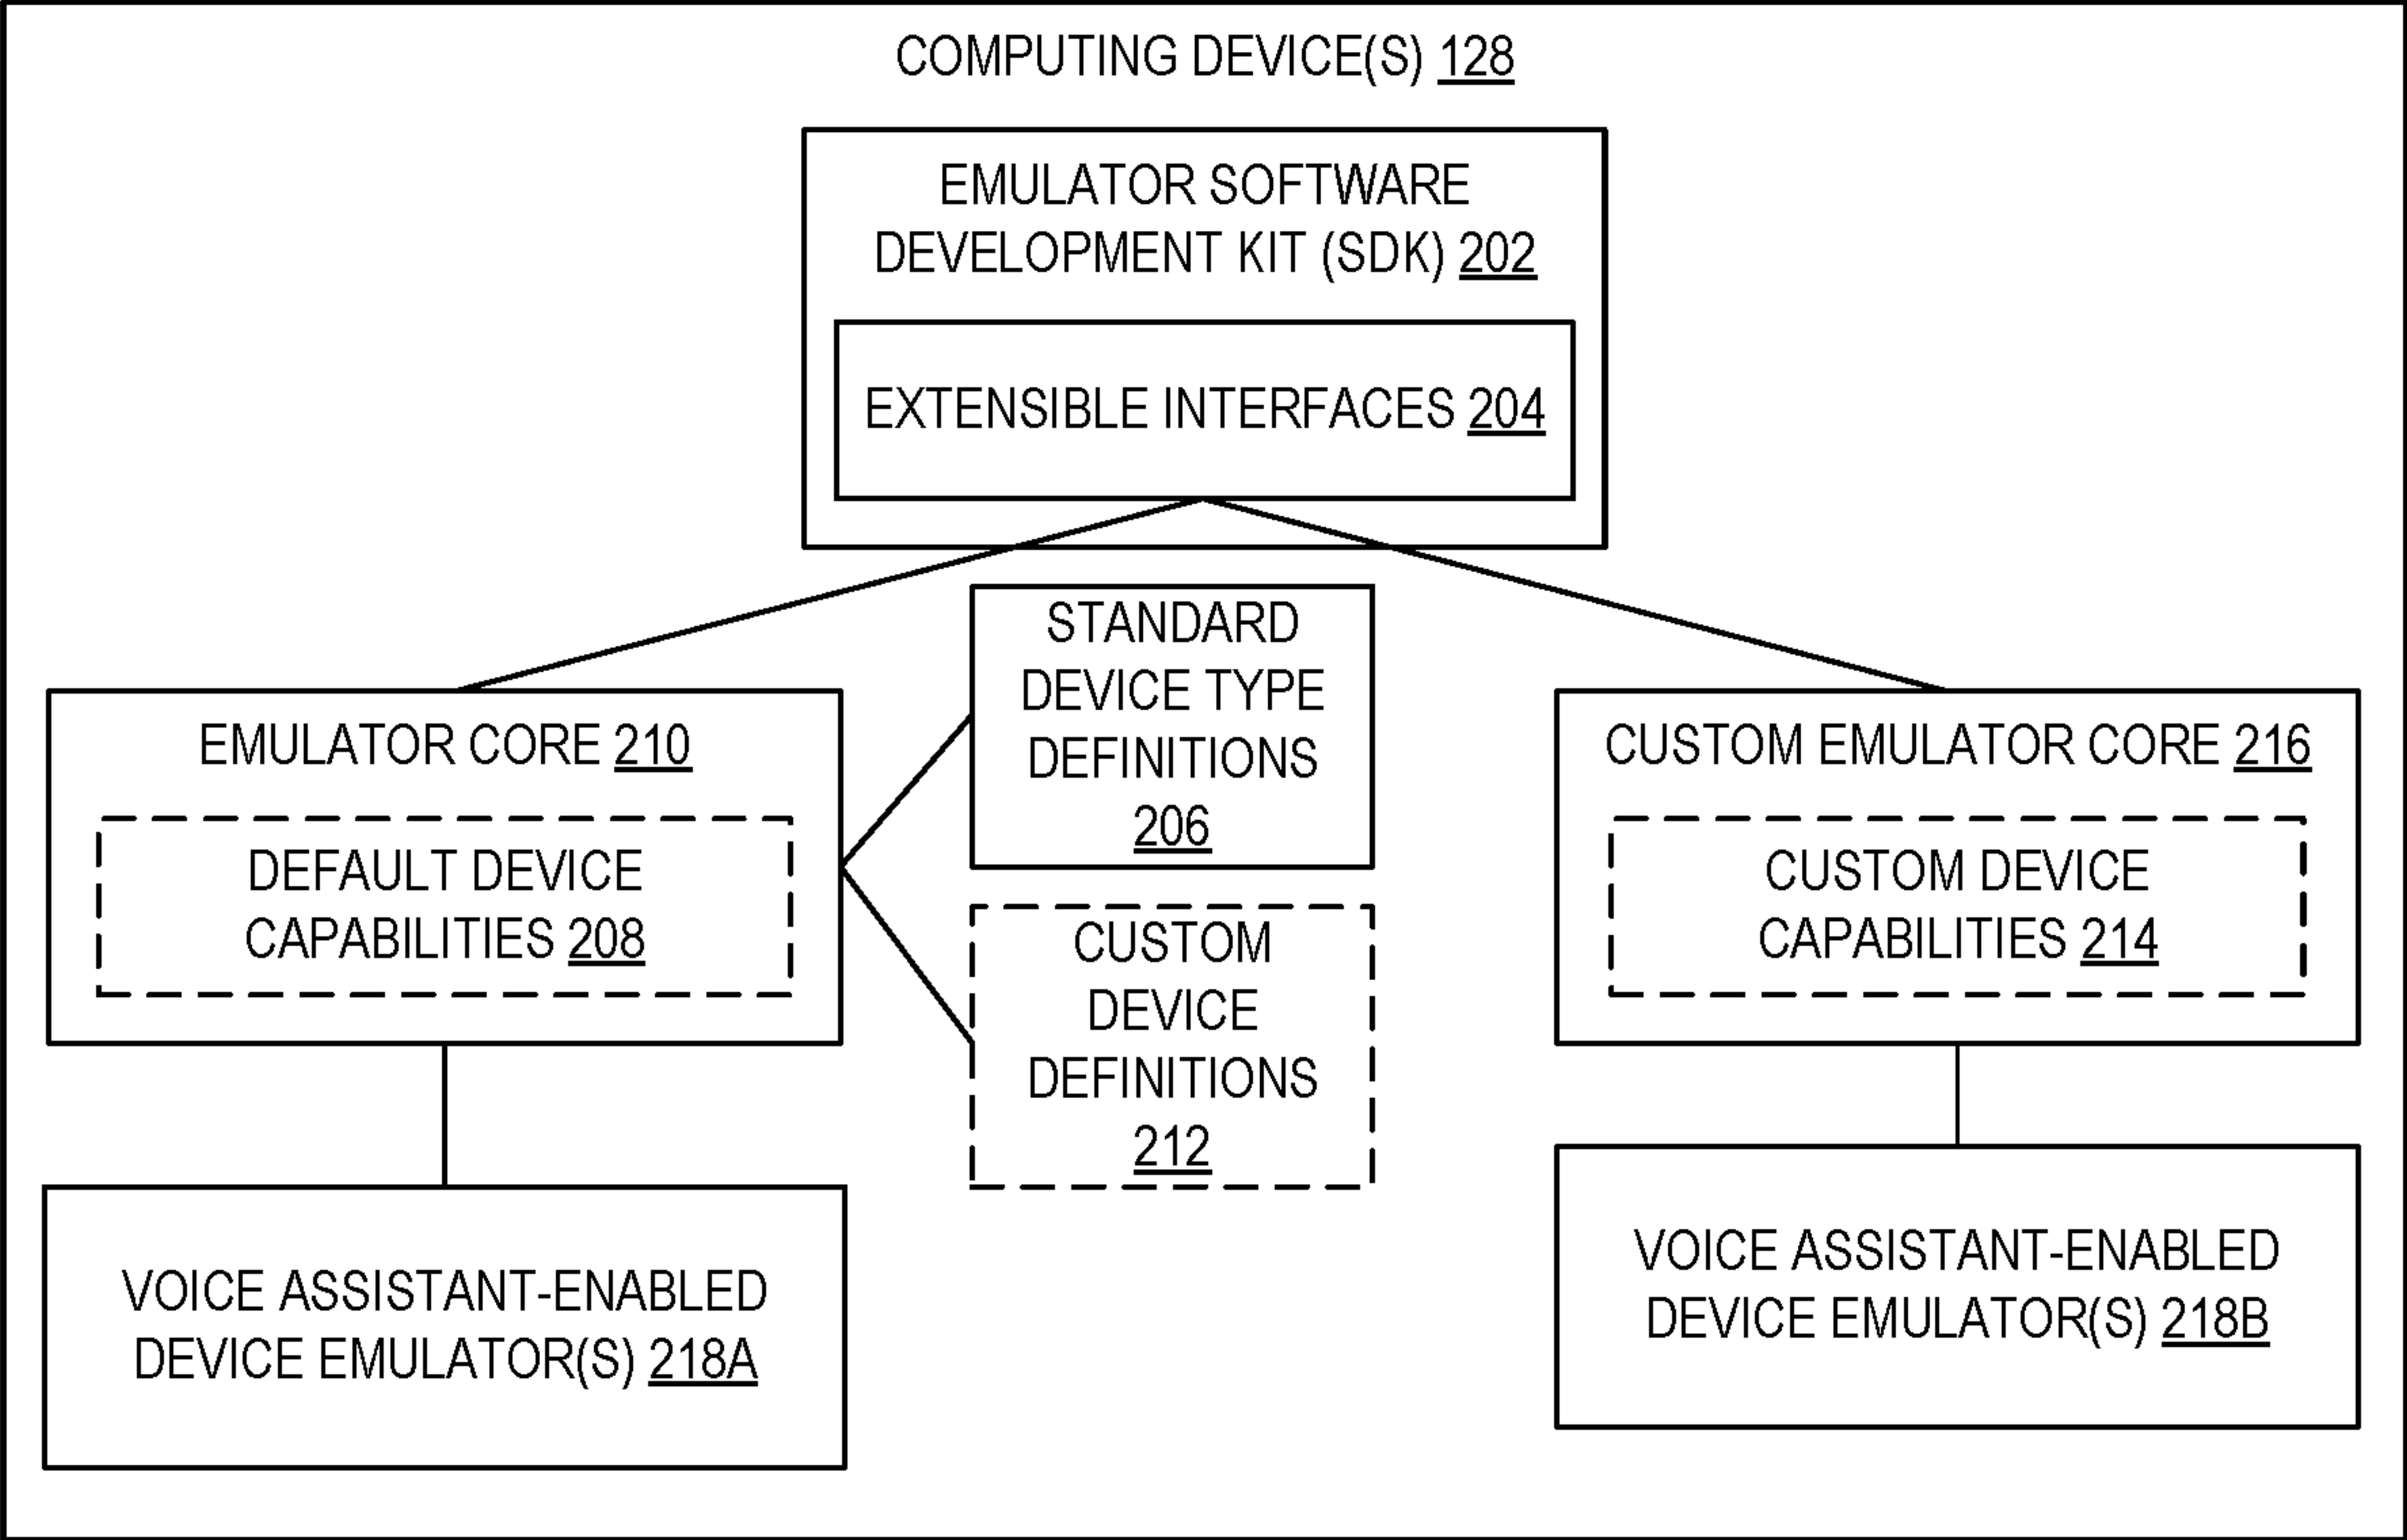 COMPUTING DEVICE(S) 128
EMULATOR SOFTWARE
DEVELOPMENT KIT (SDK) 202
EXTENSIBLE INTERFACES 204
STANDARD
DEVICE TYPE
DEFINITIONS
206
EMULATOR CORE 210
DEFAULT DEVICE
CAPABILITIES 208
CUSTOM
DEVICE
DEFINITIONS
212
CUSTOM EMULATOR CORE 216
CUSTOM DEVICE
CAPABILITIES 214
VOICE ASSISTANT-ENABLED
DEVICE EMULATOR(S) 218A
VOICE ASSISTANT-ENABLED
DEVICE EMULATOR(S) 218B